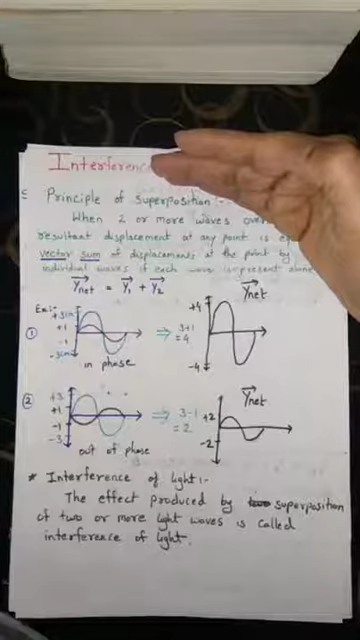 Interference
Principle of superposition :-
When 2 or more waves
resultant displacement at any point is
vector sum of displacements at the point by
individual waves if each wave is present alone
Ynet = Y1 + Y2
Ex:-
①
+3cm
+1
-1
-3cm
in phase
⇒ 3+1
= 4
Ynet
+4
-4
②
+3
+1
-1
-3
out of phase
⇒ 3-1
= 2
Ynet
+2
-2
* Interference of light :-
The effect produced by superposition
of two or more light waves is called
interference of light.